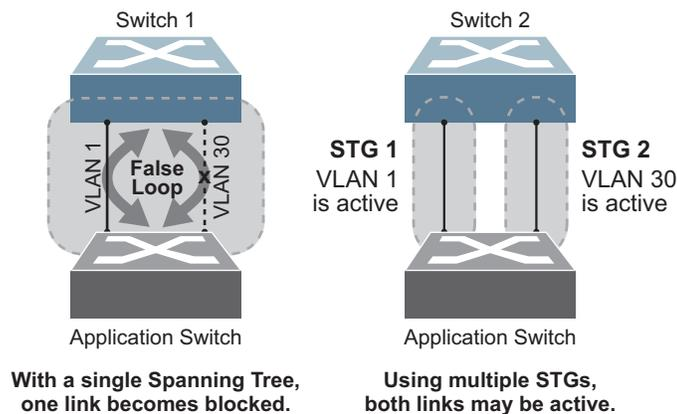 Switch 1
VLAN 1
False
Loop
x
VLAN 30
Application Switch
With a single Spanning Tree,
one link becomes blocked.
Switch 2
STG 1
VLAN 1
is active
STG 2
VLAN 30
is active
Application Switch
Using multiple STGs,
both links may be active.